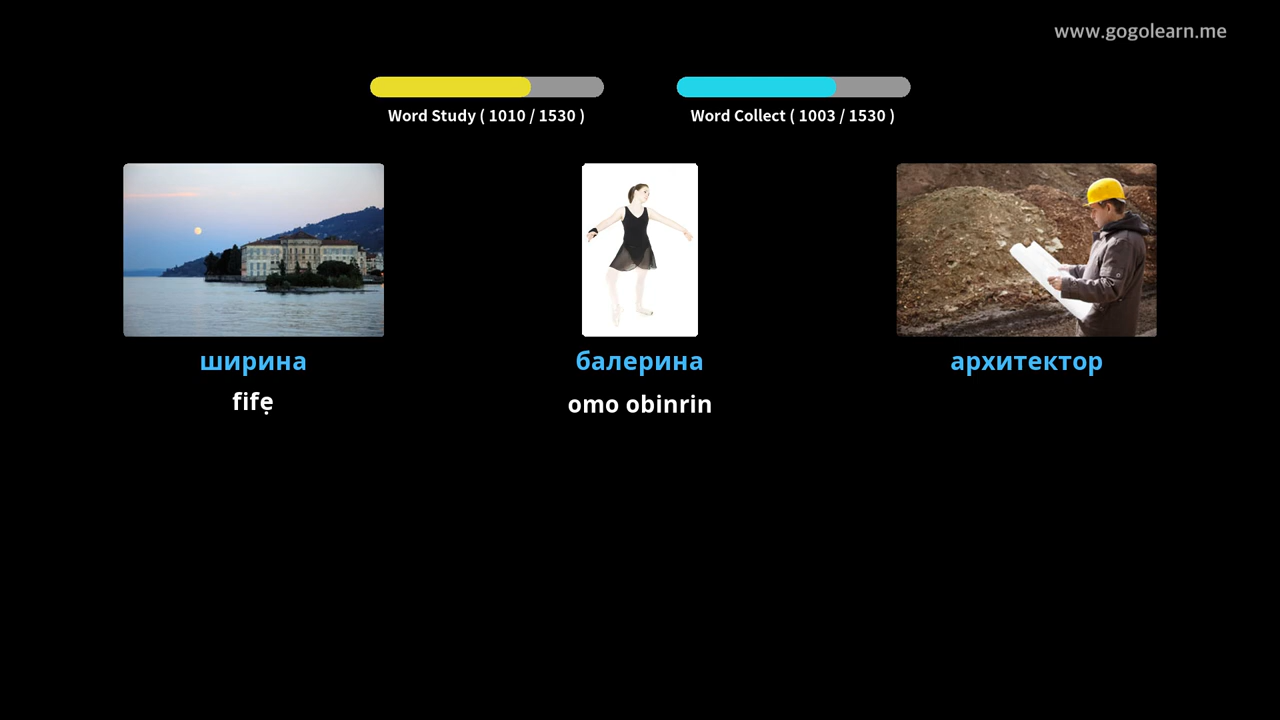 www.gogolearn.me
Word Study ( 1010 / 1530 )
Word Collect ( 1003 / 1530 )
ширина
балерина
архитектор
fifẹ
omo obinrin